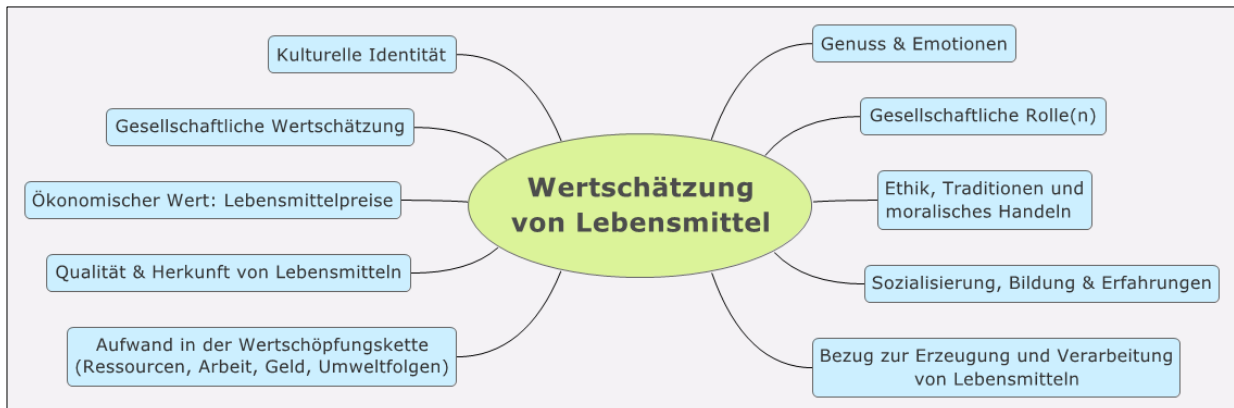 Kulturelle Identität
Gesellschaftliche Wertschätzung
Ökonomischer Wert: Lebensmittelpreise
Qualität & Herkunft von Lebensmitteln
Aufwand in der Wertschöpfungskette
(Ressourcen, Arbeit, Geld, Umweltfolgen)
Wertschätzung
von Lebensmittel
Genuss & Emotionen
Gesellschaftliche Rolle(n)
Ethik, Traditionen und
moralisches Handeln
Sozialisierung, Bildung & Erfahrungen
Bezug zur Erzeugung und Verarbeitung
von Lebensmitteln